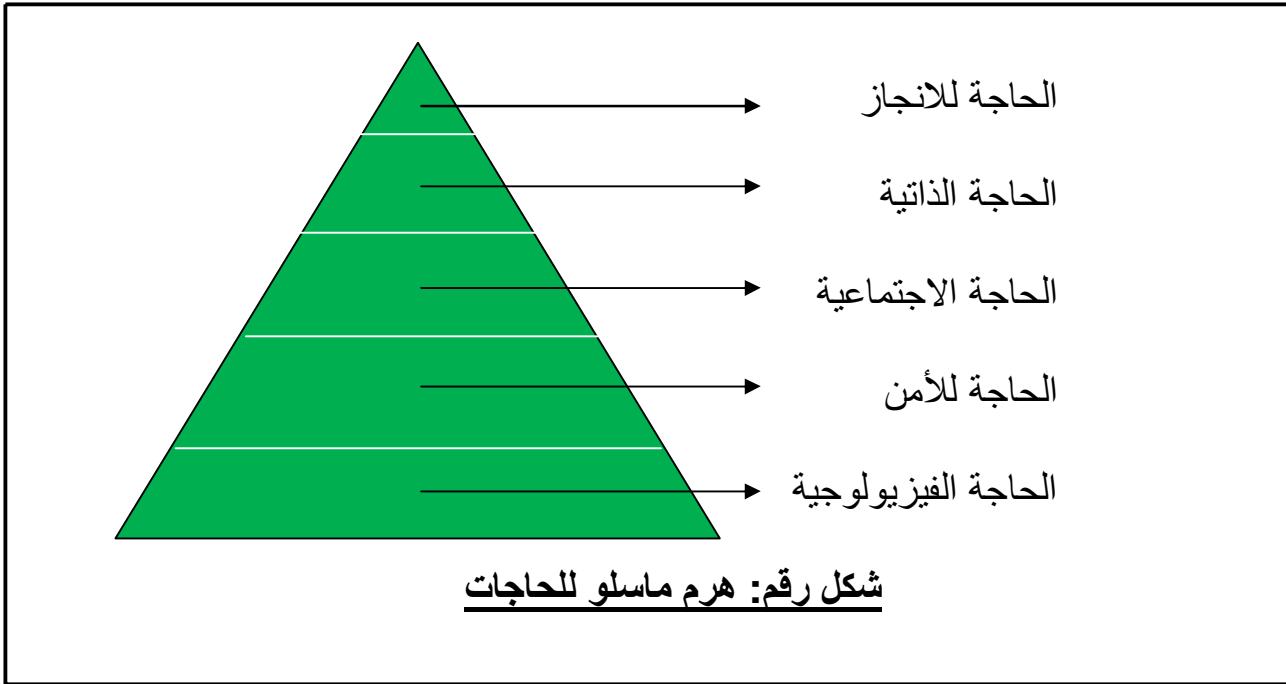 الحاجة للانجاز
الحاجة الذاتية
الحاجة الاجتماعية
الحاجة للأمن
الحاجة الفيزيولوجية
شكل رقم: هرم ماسلو للحاجات